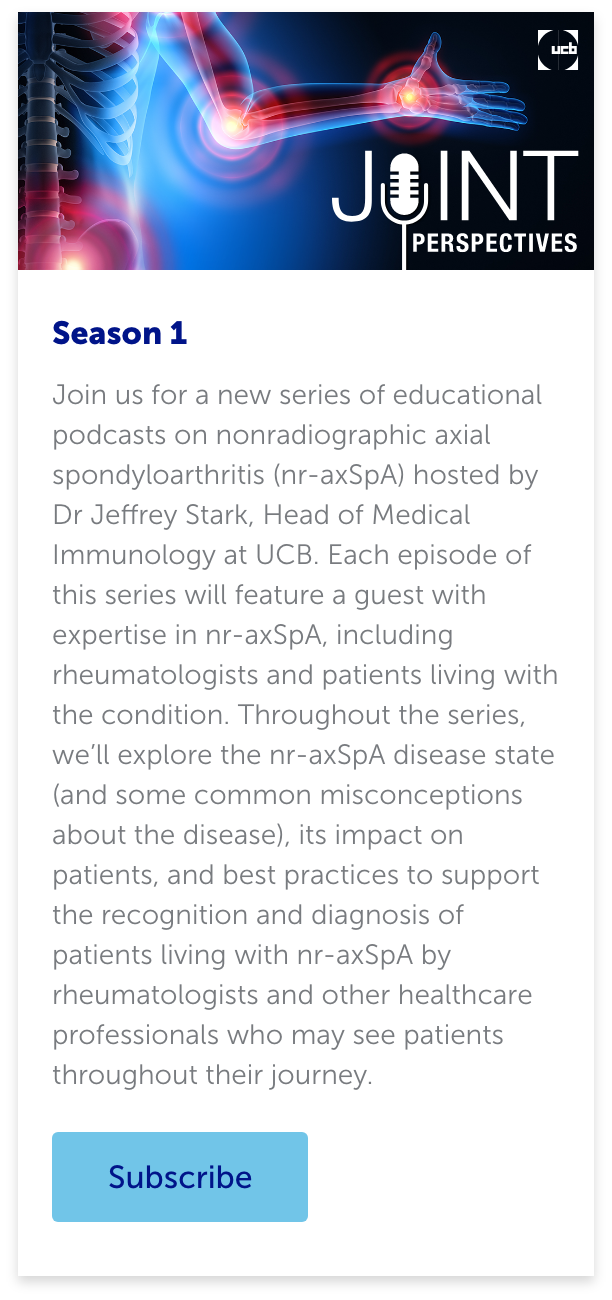 ucb
JOINT
PERSPECTIVES
Season 1
Join us for a new series of educational
podcasts on nonradiographic axial
spondyloarthritis (nr-axSpA) hosted by
Dr Jeffrey Stark, Head of Medical
Immunology at UCB. Each episode of
this series will feature a guest with
expertise in nr-axSpA, including
rheumatologists and patients living with
the condition. Throughout the series,
we’ll explore the nr-axSpA disease state
(and some common misconceptions
about the disease), its impact on
patients, and best practices to support
the recognition and diagnosis of
patients living with nr-axSpA by
rheumatologists and other healthcare
professionals who may see patients
throughout their journey.
Subscribe